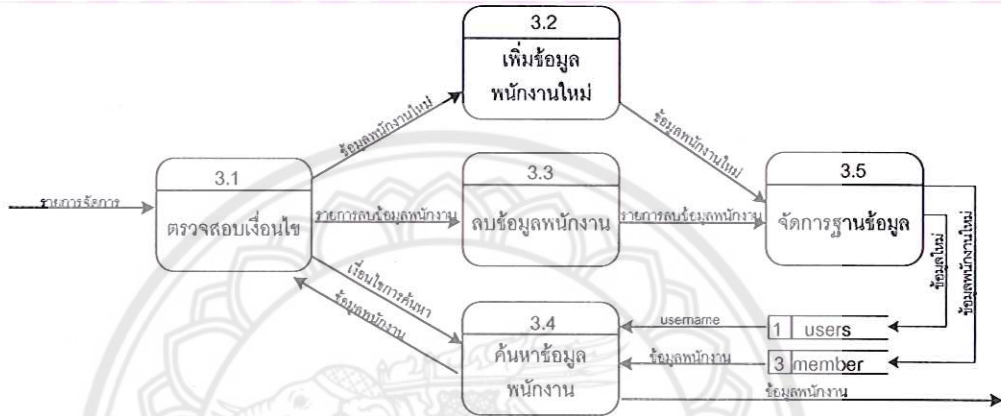 3.2
เพิ่มข้อมูล
พนักงานใหม่
ข้อมูลพนักงานใหม่
ข้อมูลพนักงานใหม่
3.1
ตรวจสอบเงื่อนไข
3.3
ลบข้อมูลพนักงาน
3.5
จัดการฐานข้อมูล
รายการจัดการ
รายการลบข้อมูลพนักงาน
รายการลบข้อมูลพนักงาน
เงื่อนไขการค้นหา
ข้อมูลพนักงาน
3.4
ค้นหาข้อมูล
พนักงาน
username
1 users
ข้อมูลพนักงาน
3 member
ข้อมูลใหม่
ข้อมูลพนักงานใหม่
ข้อมูลพนักงาน